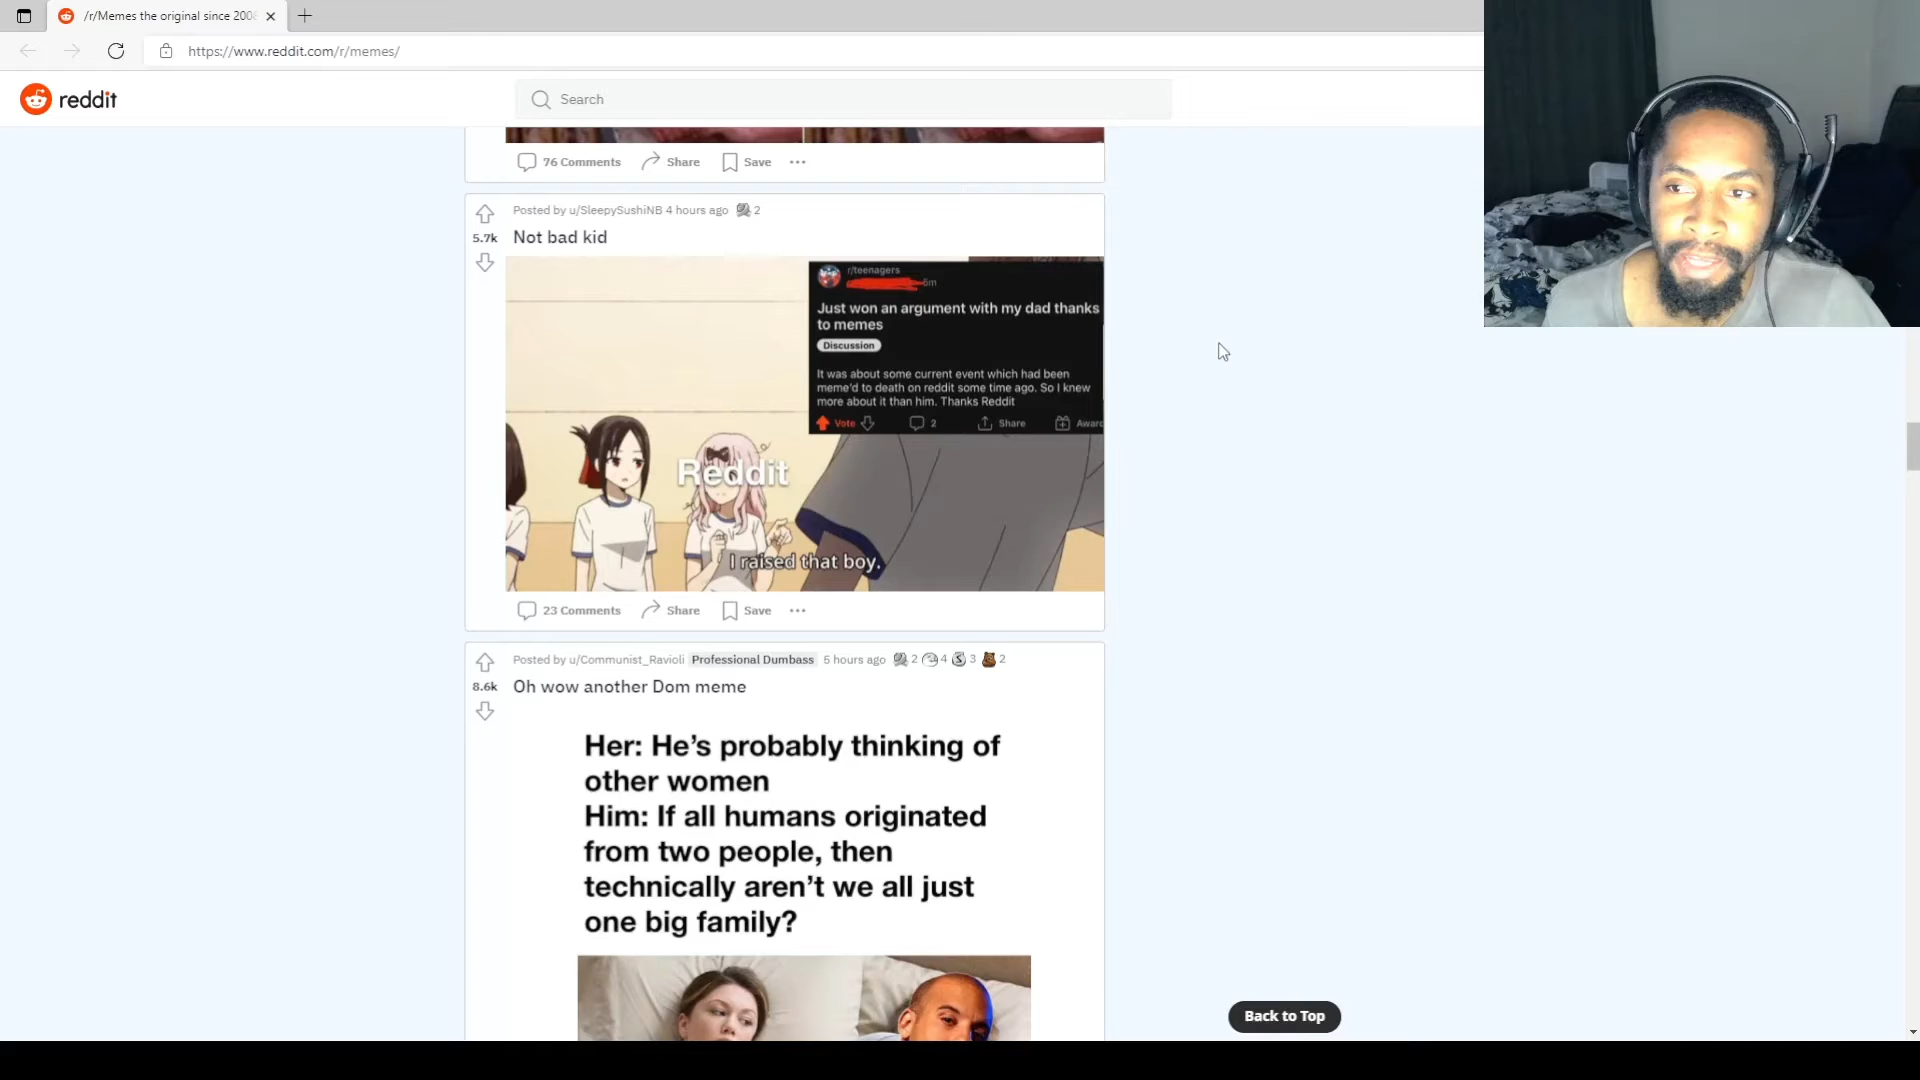 /r/Memes the original since 2008
https://www.reddit.com/r/memes/
reddit
Search
76 Comments Share Save
Posted by u/SleepySushiNB 4 hours ago 2
5.7k
Not bad kid
r/teenagers
6m
Just won an argument with my dad thanks
to memes
Discussion
It was about some current event which had been
meme'd to death on reddit some time ago. So I knew
more about it than him. Thanks Reddit
Vote 2 Share Award
Reddit
I raised that boy.
23 Comments Share Save
Posted by u/Communist_Ravioli Professional Dumbass 5 hours ago 2 4 3 2
8.6k
Oh wow another Dom meme
Her: He's probably thinking of
other women
Him: If all humans originated
from two people, then
technically aren't we all just
one big family?
Back to Top